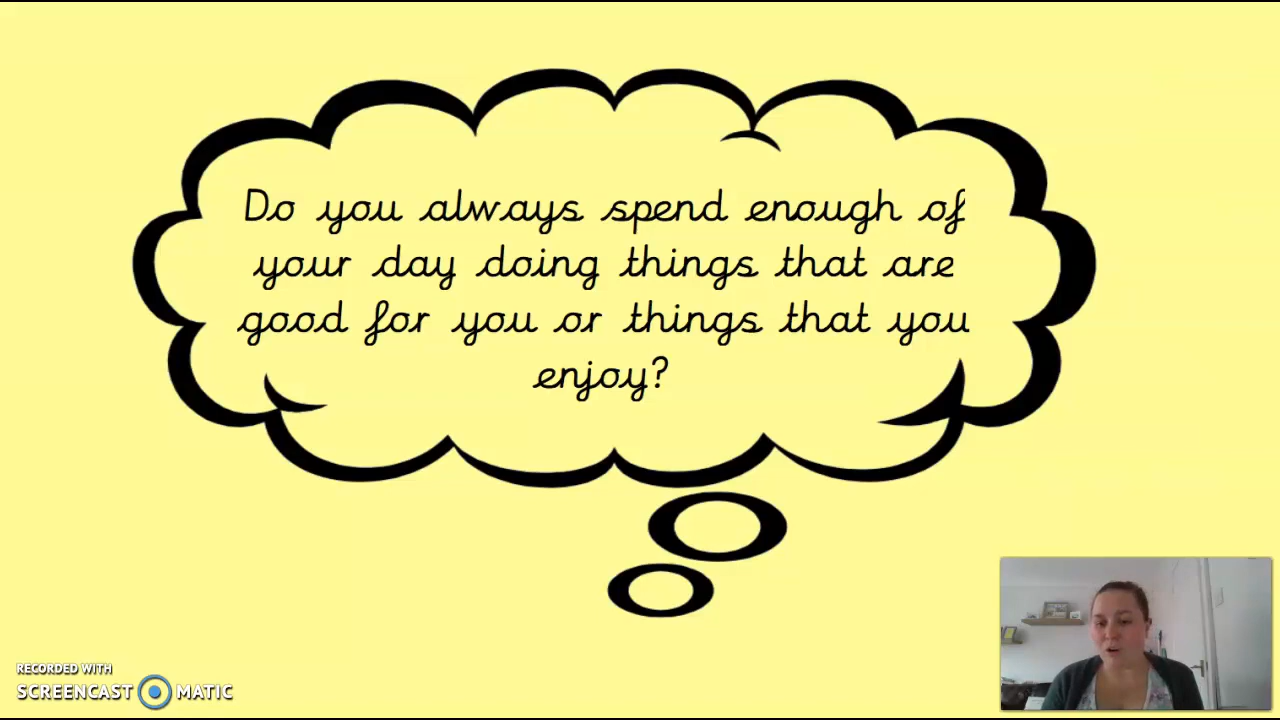 Do you always spend enough of
your day doing things that are
good for you or things that you
enjoy?
RECORDED WITH
SCREENCAST MATIC